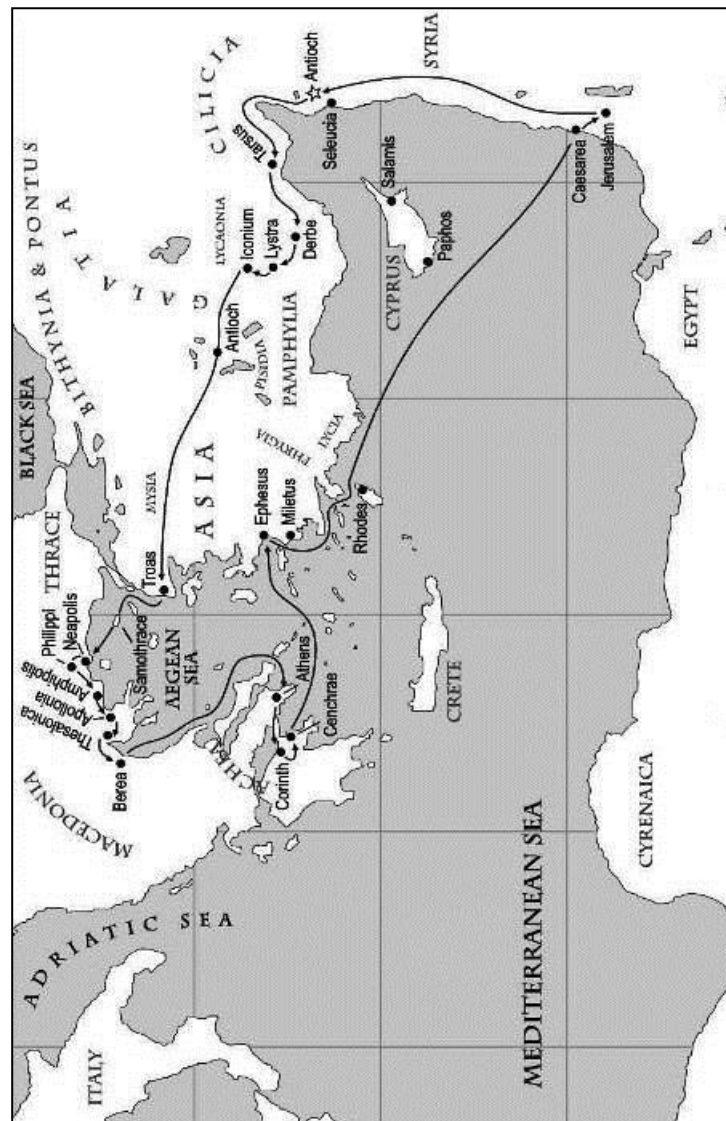 ITALY
ADRIATIC SEA
MACEDONIA
THRACE
BLACK SEA
BITHYNIA & PONTUS
GALATIA
CILICIA
SYRIA
Philippi
Neapolis
Amphipolis
Apollonia
Thesalonica
Berea
Samothrace
Troas
MYSIA
AEGEAN SEA
ASIA
Antioch
LYCAONIA
Iconium
Lystra
Derbe
Tarsus
Antioch
Seleucia
PISIDIA
PAMPHYLIA
PHRYGIA
LYCIA
Ephesus
Miletus
Rhodes
ACHEA
Athens
Corinth
Cenchrae
CRETE
CYPRUS
Salamis
Paphos
Caesarea
Jerusalem
MEDITERRANEAN SEA
CYRENAICA
EGYPT